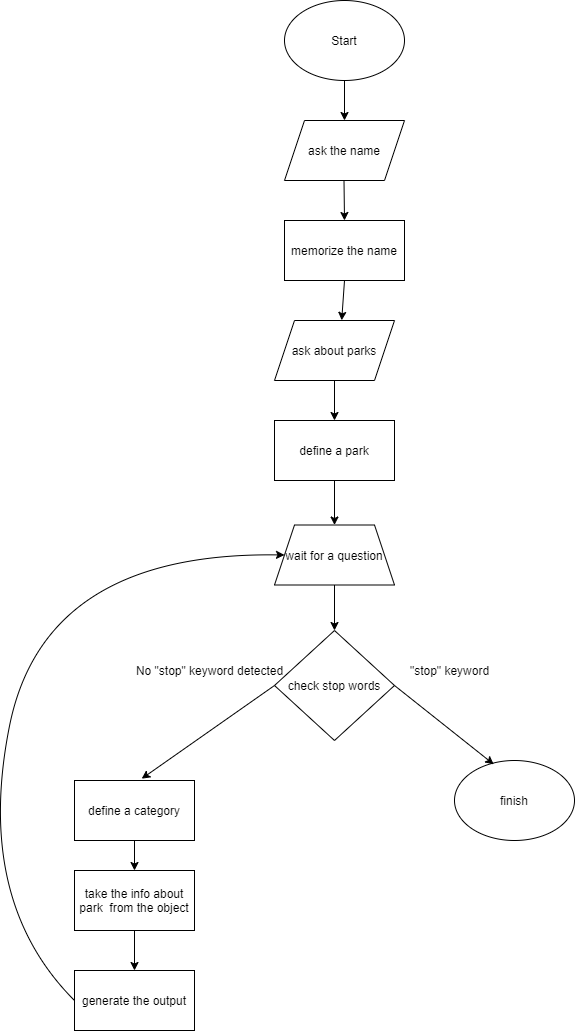 Start
ask the name
memorize the name
ask about parks
define a park
wait for a question
No "stop" keyword detected
"stop" keyword
check stop words
define a category
finish
take the info about
park  from the object
generate the output